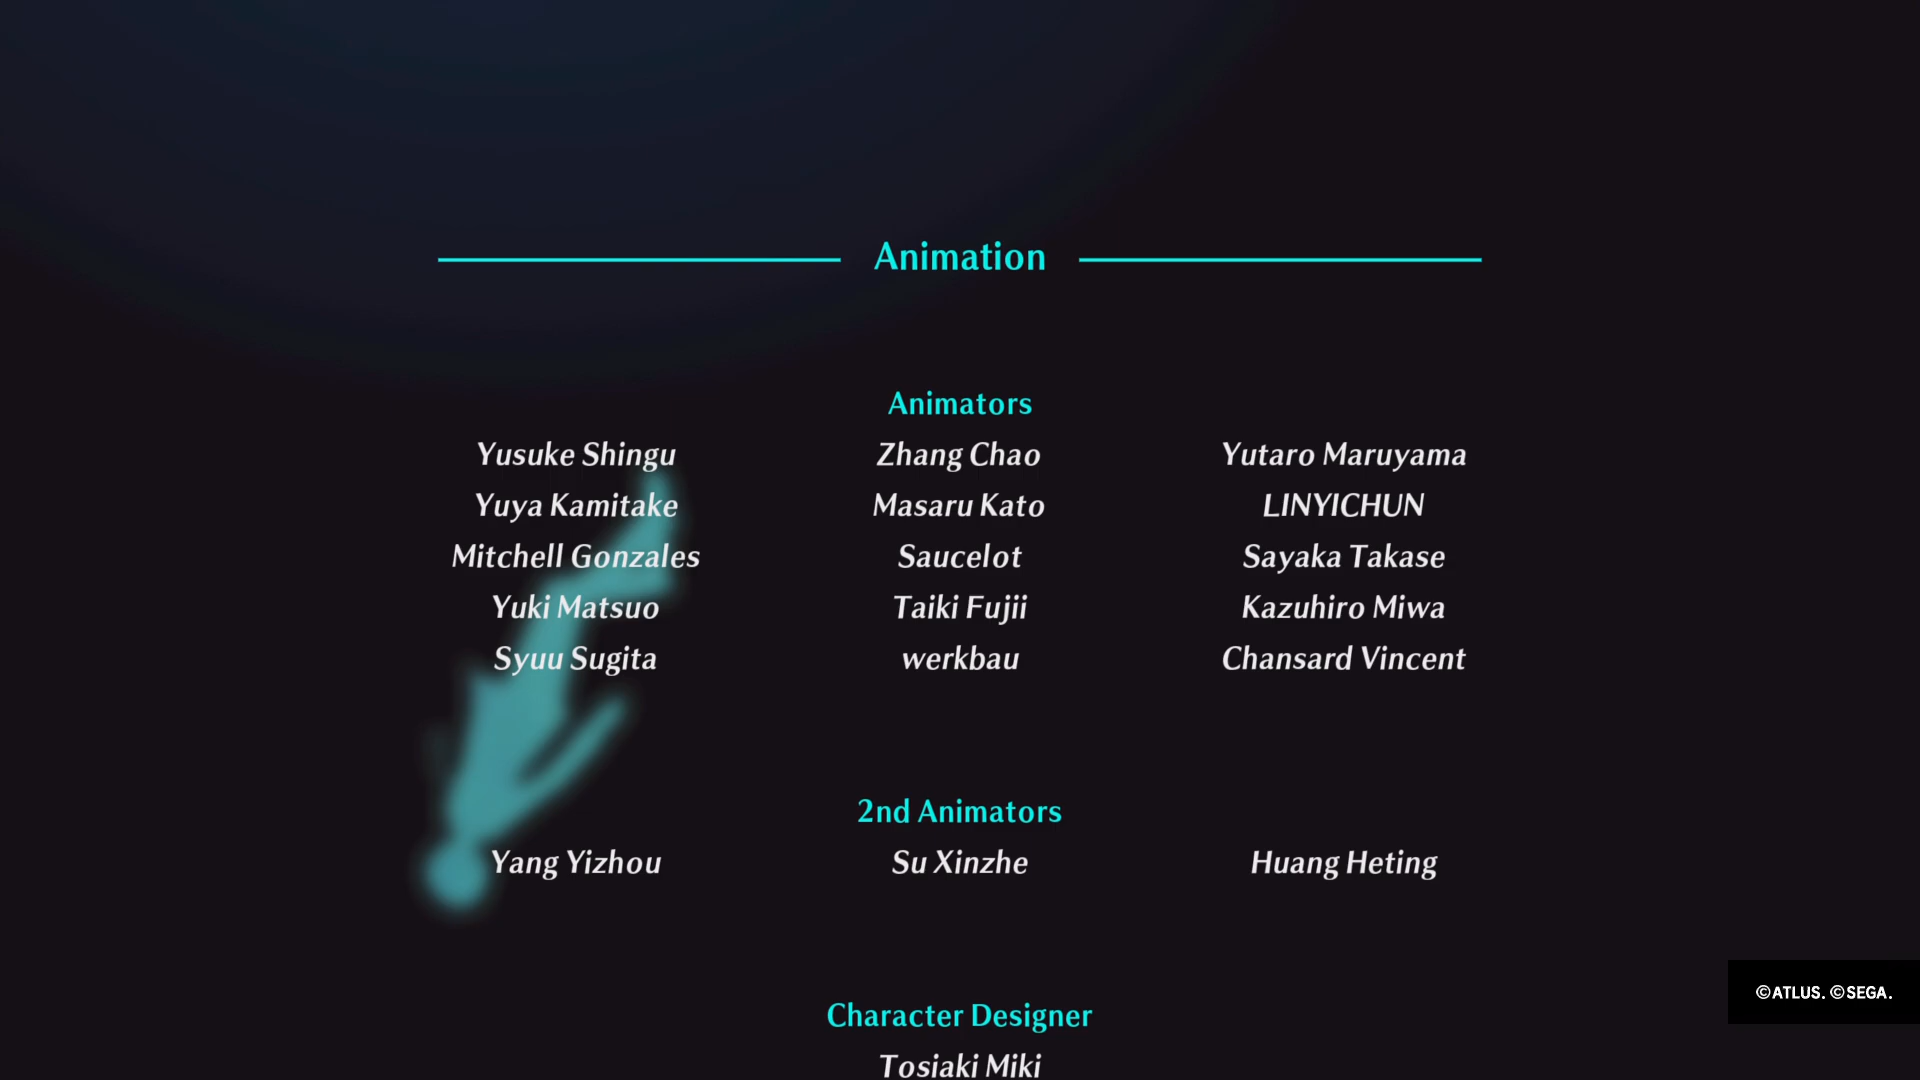 Animation
Animators
Yusuke Shingu Zhang Chao Yutaro Maruyama
Yuya Kamitake Masaru Kato LINYICHUN
Mitchell Gonzales Saucelot Sayaka Takase
Yuki Matsuo Taiki Fujii Kazuhiro Miwa
Syuu Sugita werkbau Chansard Vincent
2nd Animators
Yang Yizhou Su Xinzhe Huang Heting
Character Designer
Tosiaki Miki
©ATLUS. ©SEGA.